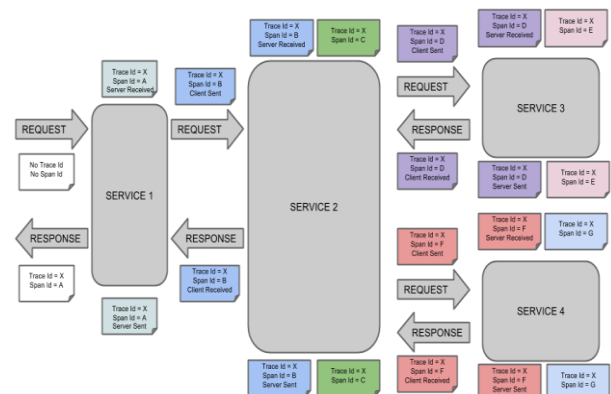 Trace Id = X
Span Id = B
Server Received
Trace Id = X
Span Id = C
Trace Id = X
Span Id = D
Client Sent
Trace Id = X
Span Id = D
Server Received
Trace Id = X
Span Id = E
Trace Id = X
Span Id = A
Server Received
Trace Id = X
Span Id = B
Client Sent
REQUEST
REQUEST
REQUEST
SERVICE 3
RESPONSE
No Trace Id
No Span Id
Trace Id = X
Span Id = D
Client Received
Trace Id = X
Span Id = D
Server Sent
Trace Id = X
Span Id = E
SERVICE 1
SERVICE 2
RESPONSE
RESPONSE
Trace Id = X
Span Id = F
Client Sent
Trace Id = X
Span Id = F
Server Received
Trace Id = X
Span Id = G
Trace Id = X
Span Id = A
Trace Id = X
Span Id = B
Client Received
REQUEST
SERVICE 4
Trace Id = X
Span Id = A
Server Sent
RESPONSE
Trace Id = X
Span Id = B
Server Sent
Trace Id = X
Span Id = C
Trace Id = X
Span Id = F
Client Received
Trace Id = X
Span Id = F
Server Sent
Trace Id = X
Span Id = G